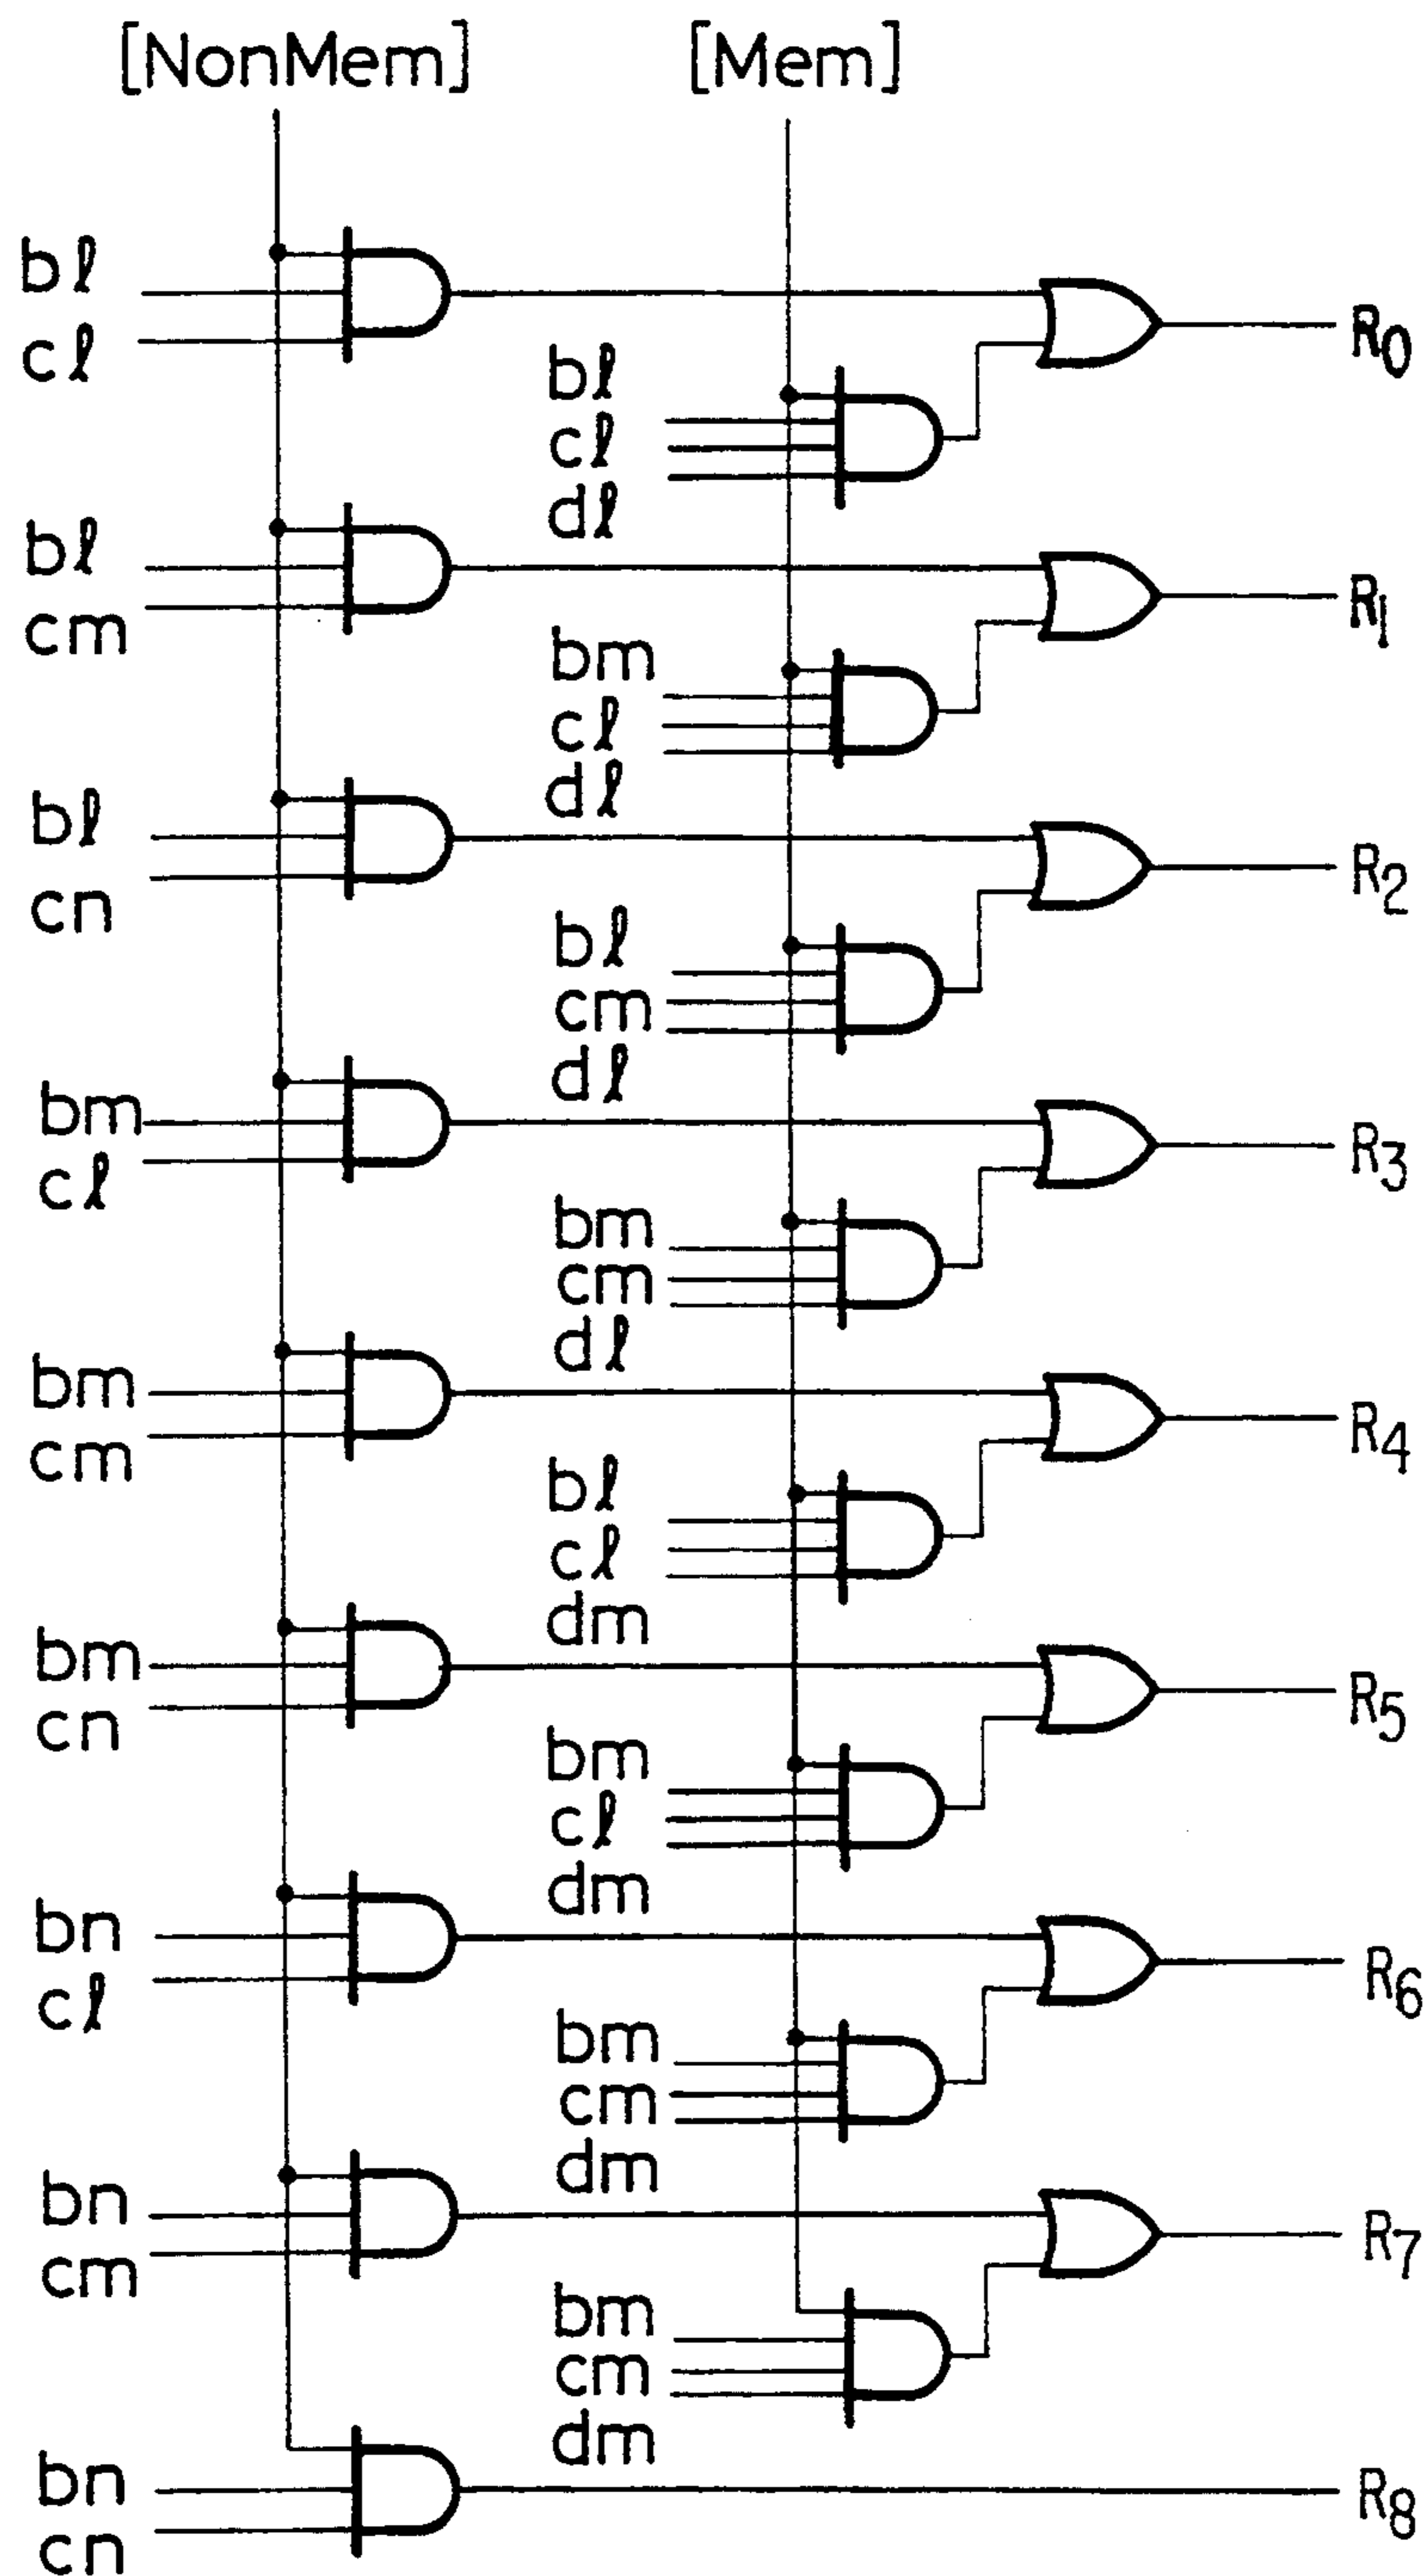 [NonMem] [Mem]
bℓ
cℓ
R0
bℓ
cℓ
dℓ
bℓ
cm
R1
bm
cℓ
dℓ
bℓ
cn
R2
bℓ
cm
dℓ
bm
cℓ
R3
bm
cm
dℓ
bm
cm
R4
bℓ
cℓ
dm
bm
cn
R5
bm
cℓ
dm
bn
cℓ
R6
bm
cm
dm
bn
cm
R7
bm
cm
dm
bn
cn
R8